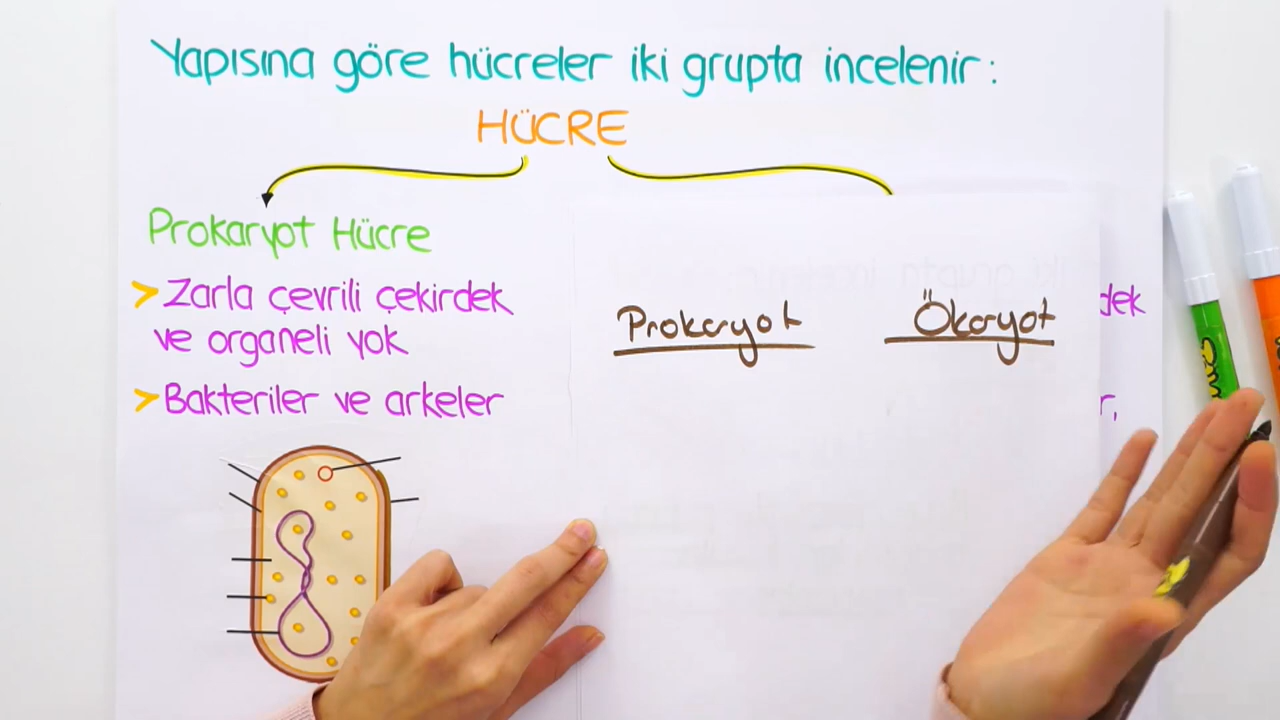 Yapısına göre hücreler iki grupta incelenir:
HÜCRE
Prokaryot Hücre
> Zarla çevrili çekirdek
ve organeli yok
> Bakteriler ve arkeler
Prokaryot
Ökaryot
dek
r,